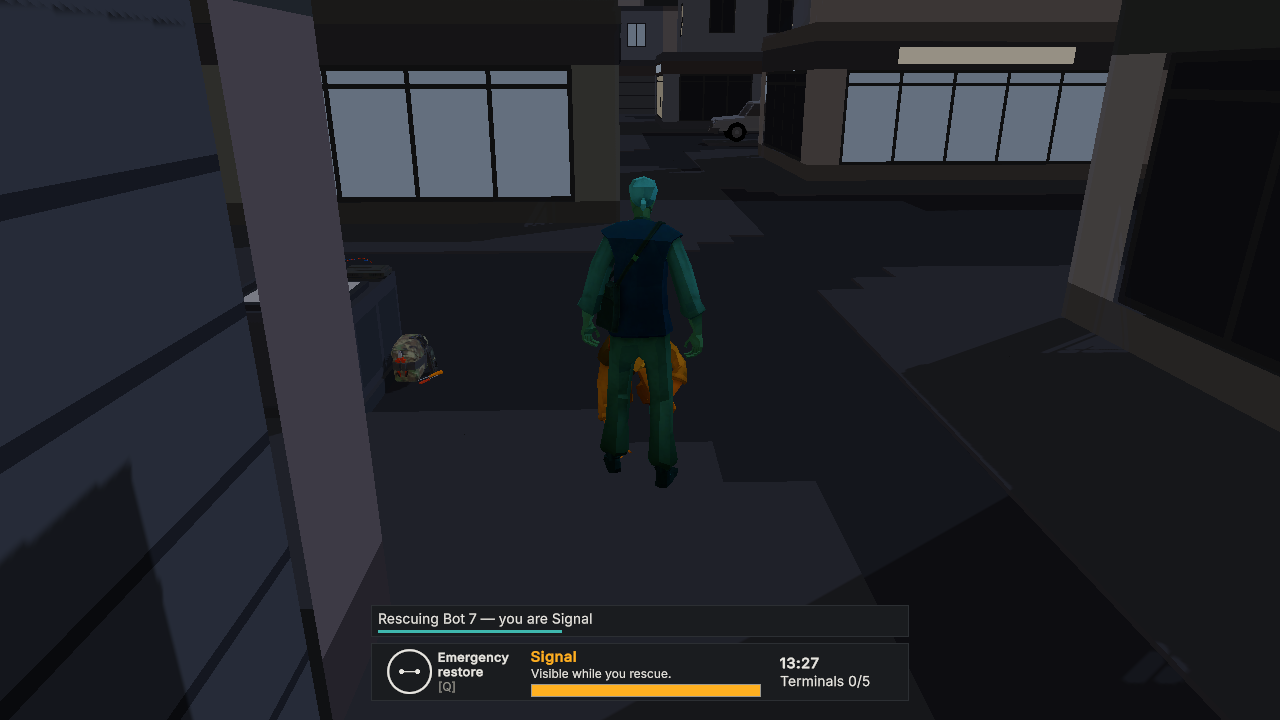 Rescuing Bot 7 — you are Signal
Emergency
restore
[Q]
Signal
Visible while you rescue.
13:27
Terminals 0/5